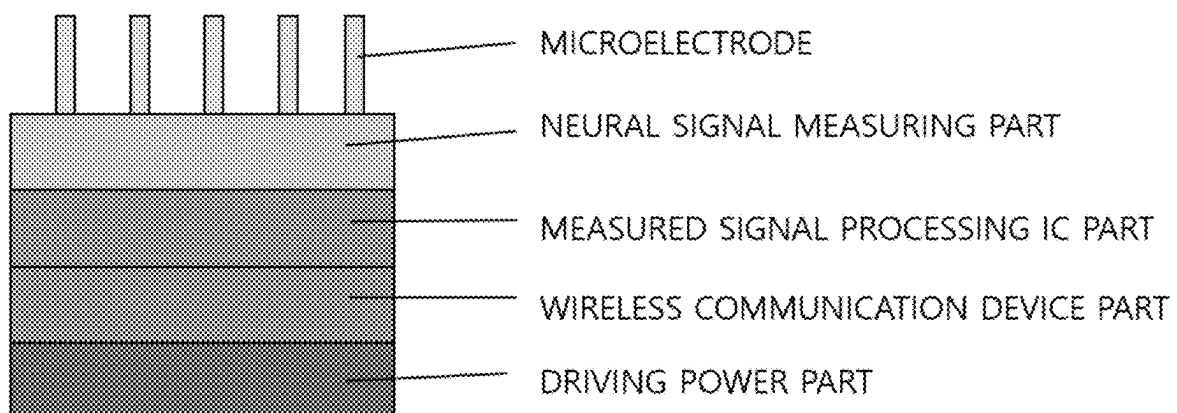 MICROELECTRODE
NEURAL SIGNAL MEASURING PART
MEASURED SIGNAL PROCESSING IC PART
WIRELESS COMMUNICATION DEVICE PART
DRIVING POWER PART